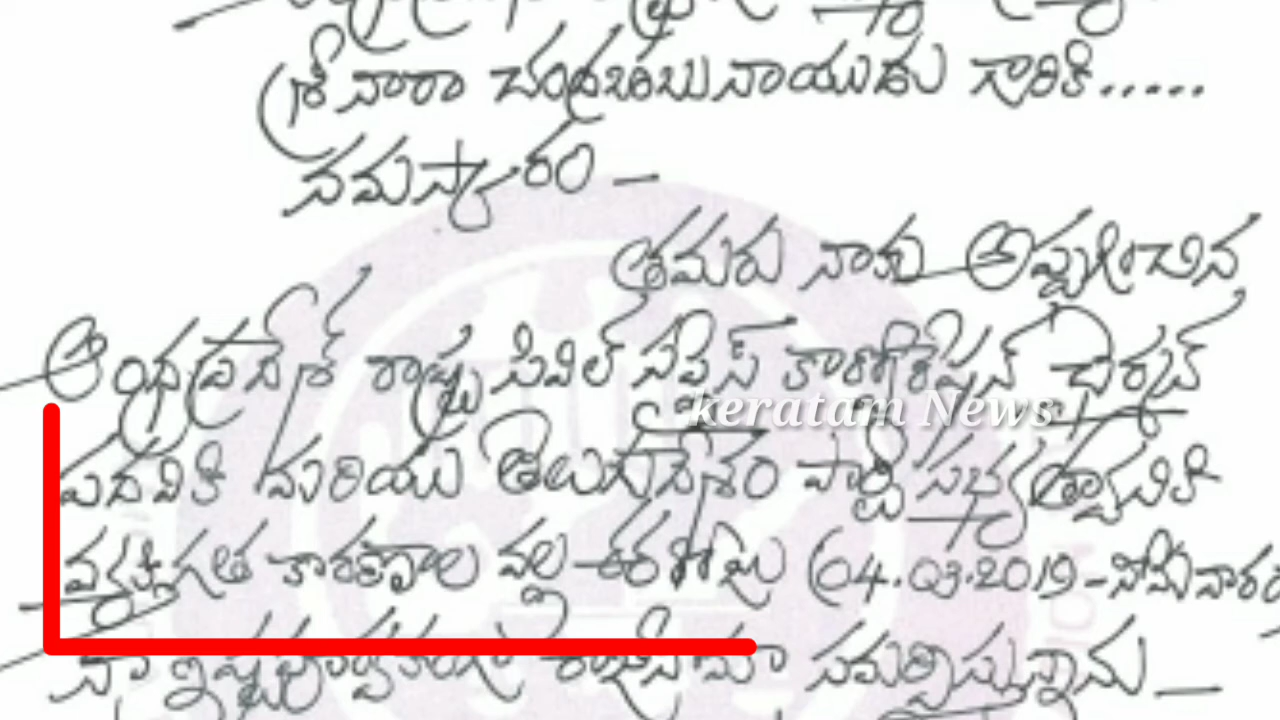 శ్రీ నారా చంద్రబాబు నాయుడు గారికి.....
నమస్కారం –
తమరు నాకు అప్పగించిన
ఆంధ్రప్రదేశ్ రాష్ట్ర సివిల్ సప్లైస్ కార్పోరేషన్ చైర్మన్
keratam News
పదవికి మరియు తెలుగుదేశం పార్టీ సభ్యత్వానికి
వ్యక్తిగత కారణాల వల్ల ఈరోజు (04.03.2019-సోమవారం
నా ఇష్టపూర్వకంగా రాజీనామా సమర్పిస్తున్నాను –